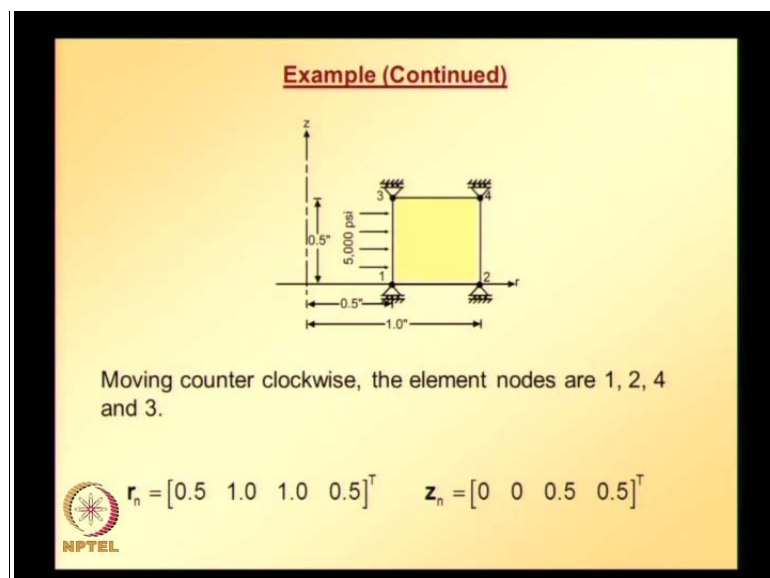 Example (Continued)
z
3
4
0.5"
5,000 psi
1
2
r
0.5"
1.0"
Moving counter clockwise, the element nodes are 1, 2, 4
and 3.
rₙ = [0.5 1.0 1.0 0.5]ᵀ zₙ = [0 0 0.5 0.5]ᵀ
NPTEL